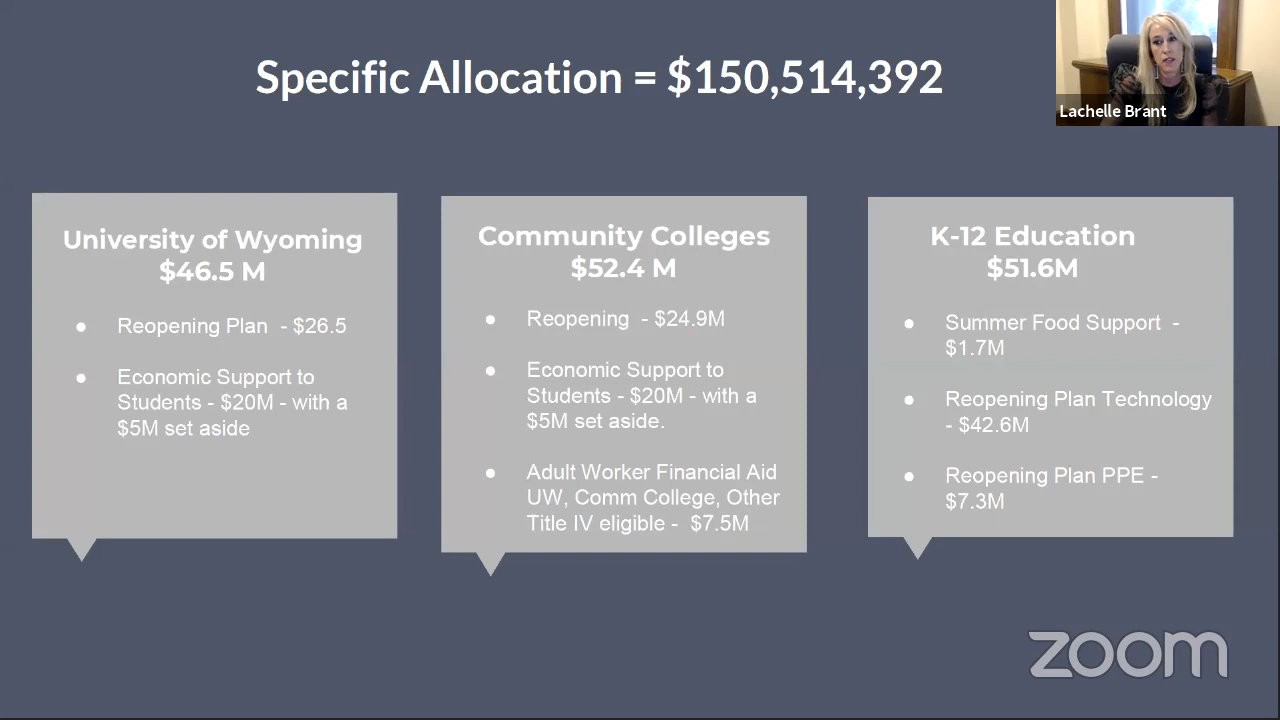 Specific Allocation = $150,514,392
Lachelle Brant
University of Wyoming
$46.5 M
● Reopening Plan - $26.5
● Economic Support to
Students - $20M - with a
$5M set aside
Community Colleges
$52.4 M
● Reopening - $24.9M
● Economic Support to
Students - $20M - with a
$5M set aside.
● Adult Worker Financial Aid
UW, Comm College, Other
Title IV eligible - $7.5M
K-12 Education
$51.6M
● Summer Food Support -
$1.7M
● Reopening Plan Technology
- $42.6M
● Reopening Plan PPE -
$7.3M
zoom